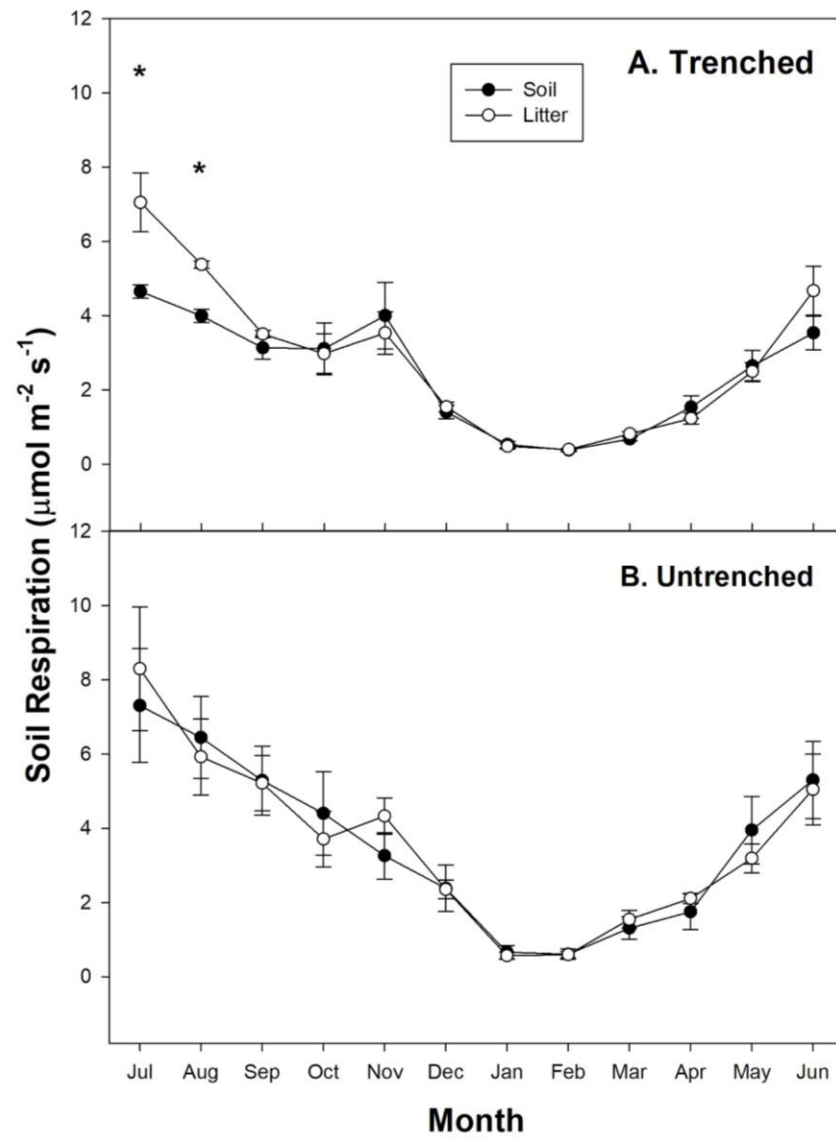 12
A. Trenched
*
Soil
10
Litter
*
8
6
4
2
0
12
B. Untrenched
10
8
6
4
2
0
Soil Respiration (μmol m⁻² s⁻¹)
Jul Aug Sep Oct Nov Dec Jan Feb Mar Apr May Jun
Month